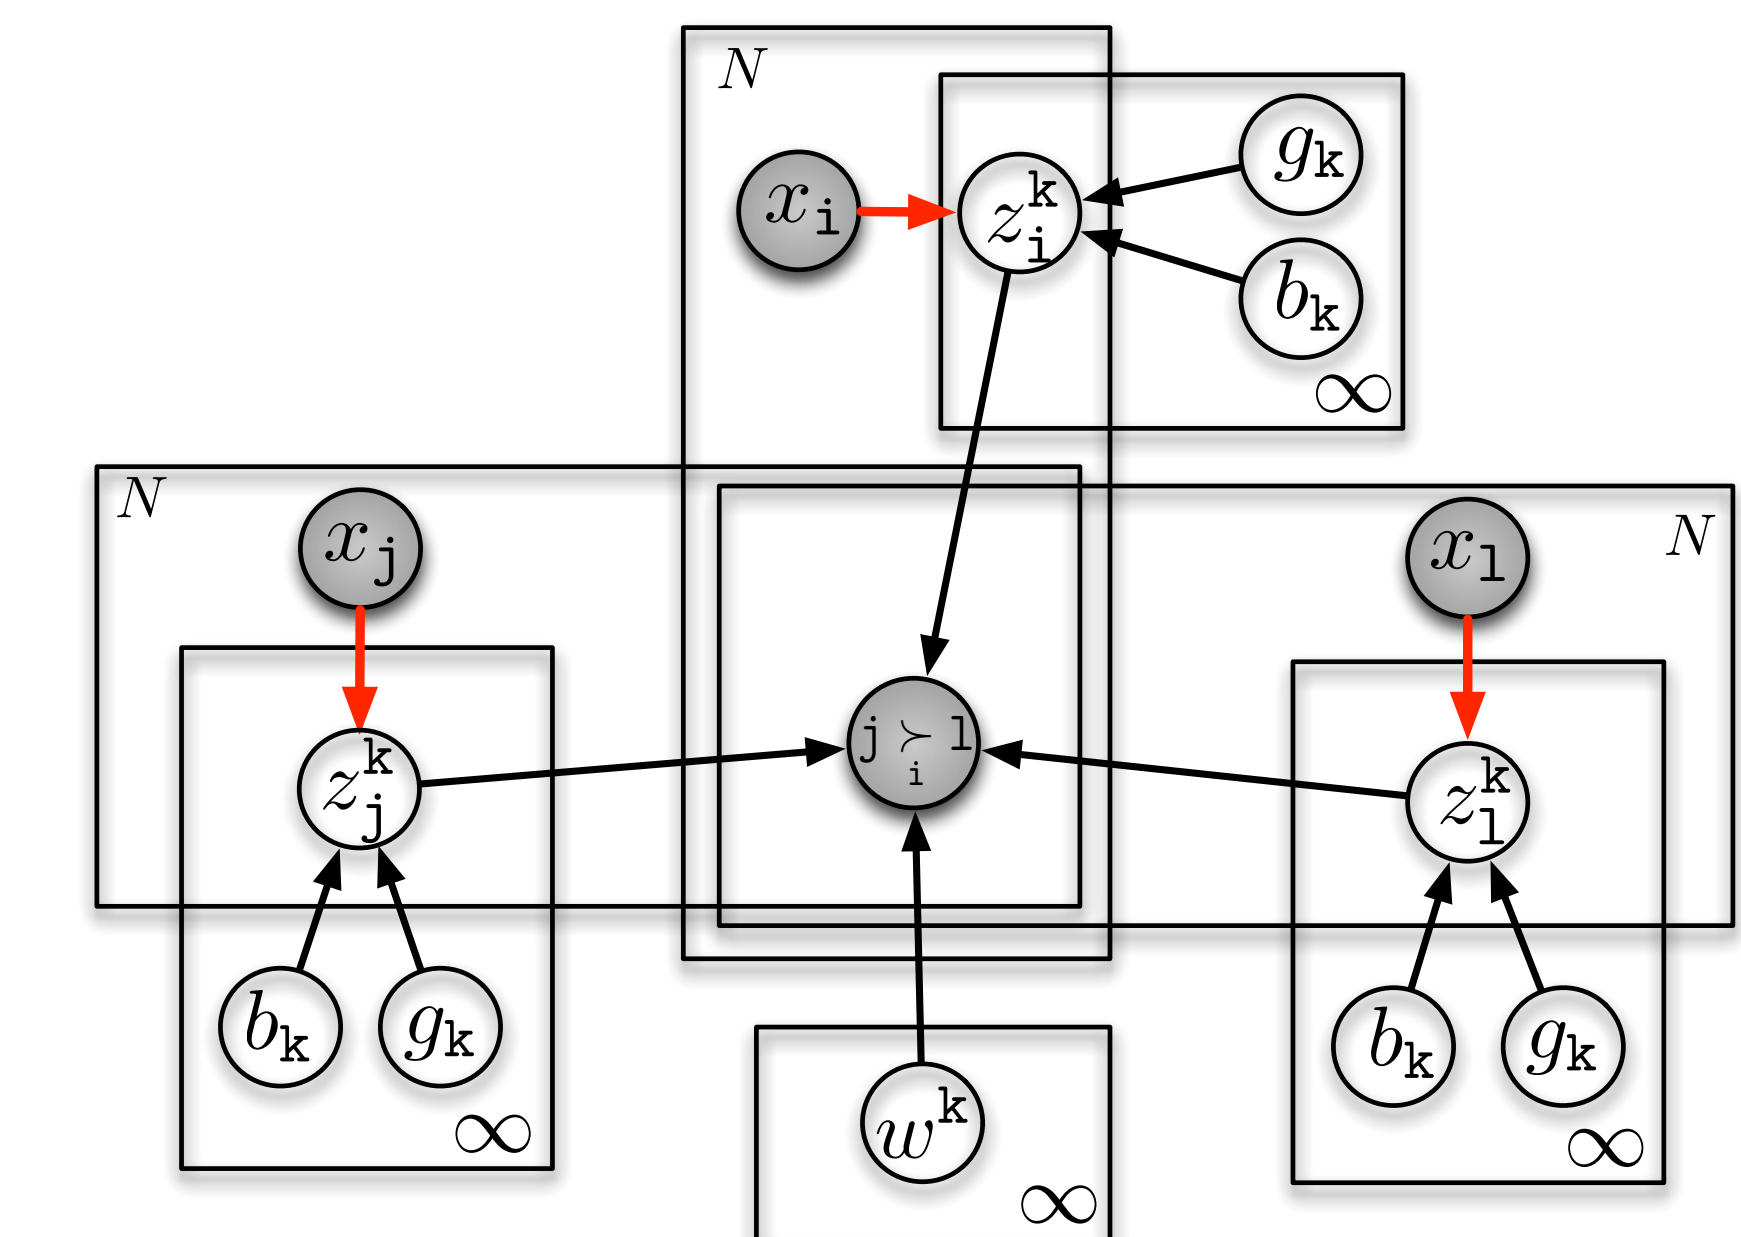 N
g_k
x_i
z_i^k
b_k
∞
N
x_j
x_l
N
j ≻_i l
z_j^k
z_l^k
b_k
g_k
b_k
g_k
w^k
∞
∞
∞